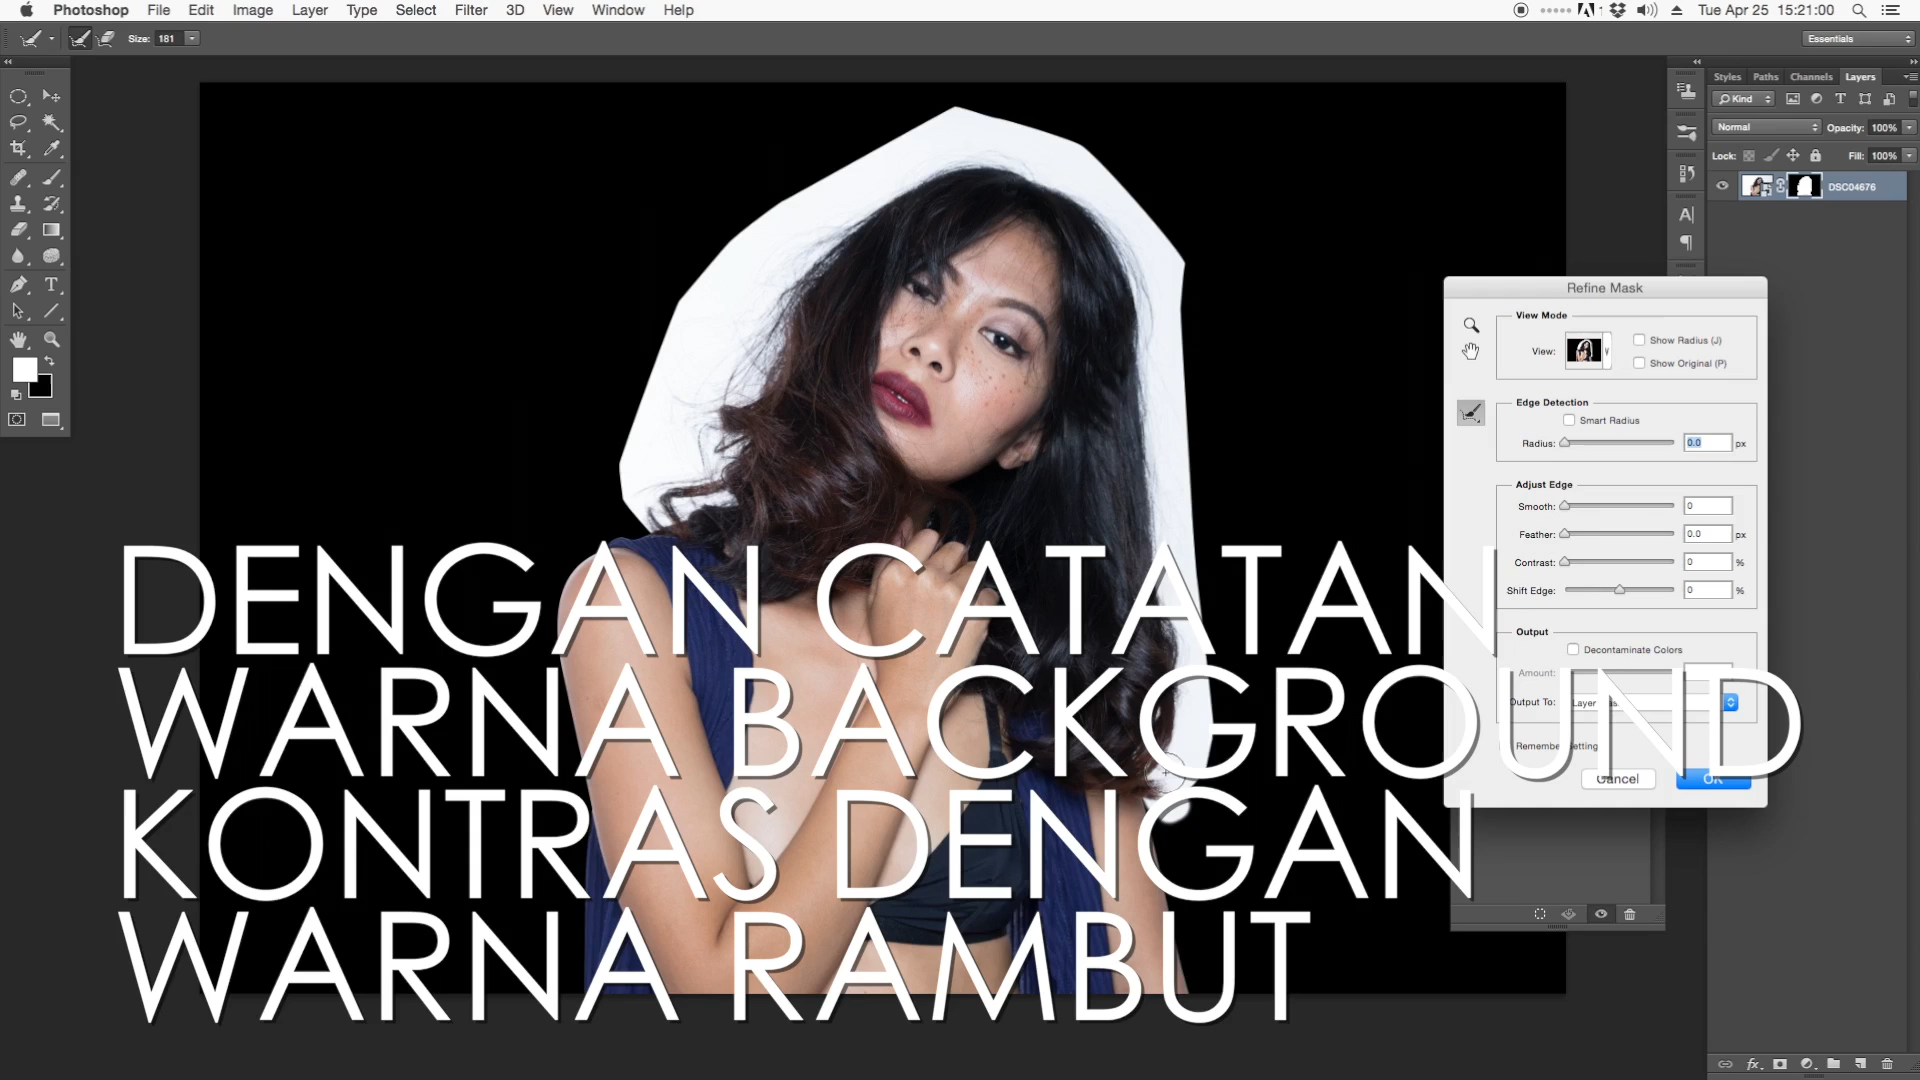 Photoshop File Edit Image Layer Type Select Filter 3D View Window Help
1 Tue Apr 25 15:21:00
Size: 181 Essentials
Styles Paths Channels Layers
Kind
Normal Opacity: 100%
Lock: Fill: 100%
DSC04676
Refine Mask
View Mode
View: Show Radius (J)
Show Original (P)
Edge Detection
Smart Radius
Radius: 0.0 px
Adjust Edge
Smooth: 0
Feather: 0.0 px
Contrast: 0 %
Shift Edge: 0 %
Output
Decontaminate Colors
Amount:
Output To: Layer
Cancel OK
DENGAN CATATAN
WARNA BACKGROUND
KONTRAS DENGAN
WARNA RAMBUT